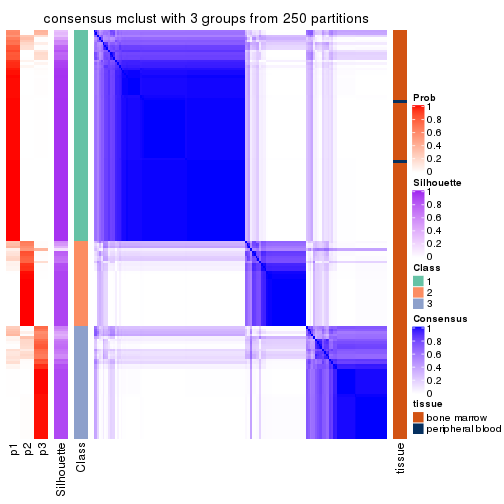 consensus mclust with 3 groups from 250 partitions
Prob
1
0.8
0.6
0.4
0.2
0
Silhouette
1
0.8
0.6
0.4
0.2
0
Class
1
2
3
Consensus
1
0.8
0.6
0.4
0.2
0
tissue
bone marrow
peripheral blood
p1
p2
p3
Silhouette
Class
tissue